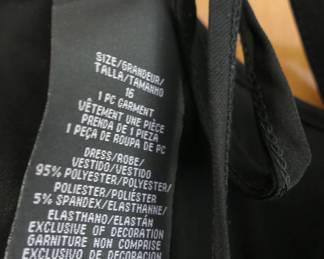 SIZE/GRANDEUR/
TALLA/TAMANHO
16
1 PC GARMENT
VÊTEMENT UNE PIÈCE
PRENDA DE 1 PIEZA
1 PEÇA DE ROUPA DE PC
DRESS/ROBE/
VESTIDO/VESTIDO
95% POLYESTER/POLYESTER/
POLIÉSTER/POLIÉSTER
5% SPANDEX/ELASTHANNE/
ELASTHANO/ELASTÁN
EXCLUSIVE OF DECORATION
GARNITURE NON COMPRISE
EXCLUSIVO DE DECORACIÓN